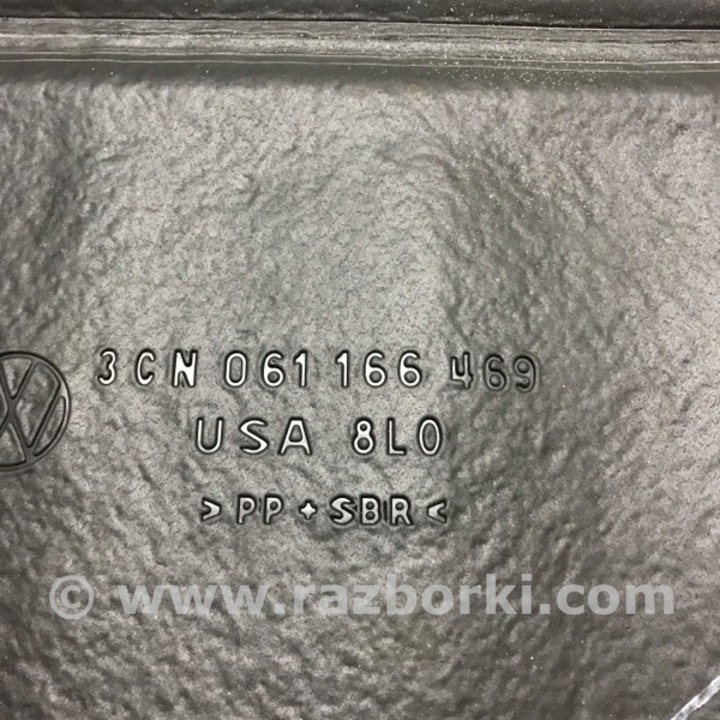 3CN 061 166 469
USA 8L0
>PP+SBR<
© www.razborki.com